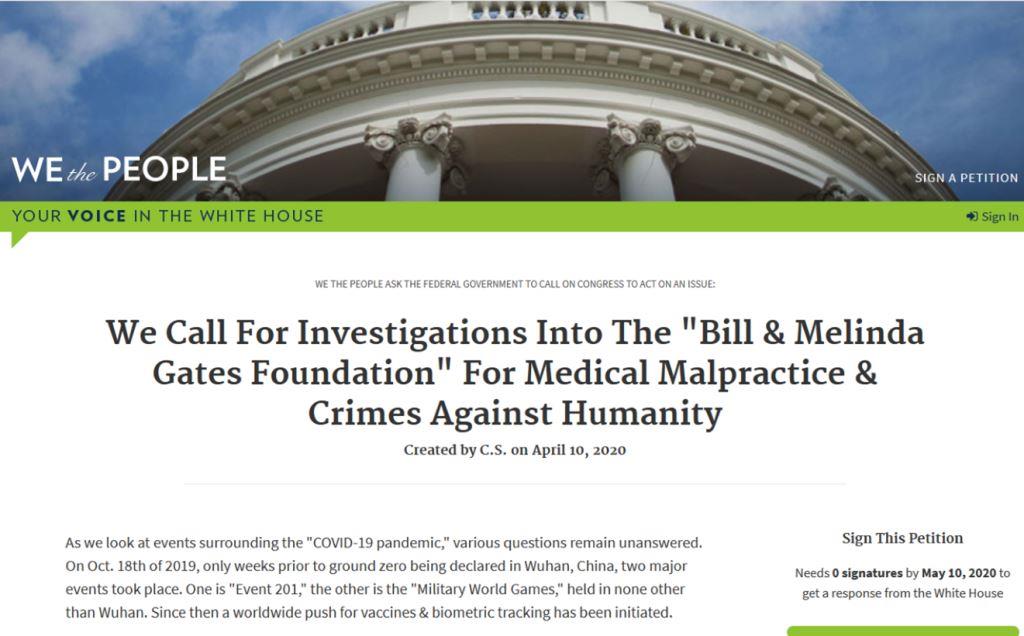 WE the PEOPLE
SIGN A PETITION
YOUR VOICE IN THE WHITE HOUSE
Sign In
WE THE PEOPLE ASK THE FEDERAL GOVERNMENT TO CALL ON CONGRESS TO ACT ON AN ISSUE:
We Call For Investigations Into The "Bill & Melinda
Gates Foundation" For Medical Malpractice &
Crimes Against Humanity
Created by C.S. on April 10, 2020
As we look at events surrounding the "COVID-19 pandemic," various questions remain unanswered.
On Oct. 18th of 2019, only weeks prior to ground zero being declared in Wuhan, China, two major
events took place. One is "Event 201," the other is the "Military World Games," held in none other
than Wuhan. Since then a worldwide push for vaccines & biometric tracking has been initiated.
Sign This Petition
Needs 0 signatures by May 10, 2020 to
get a response from the White House